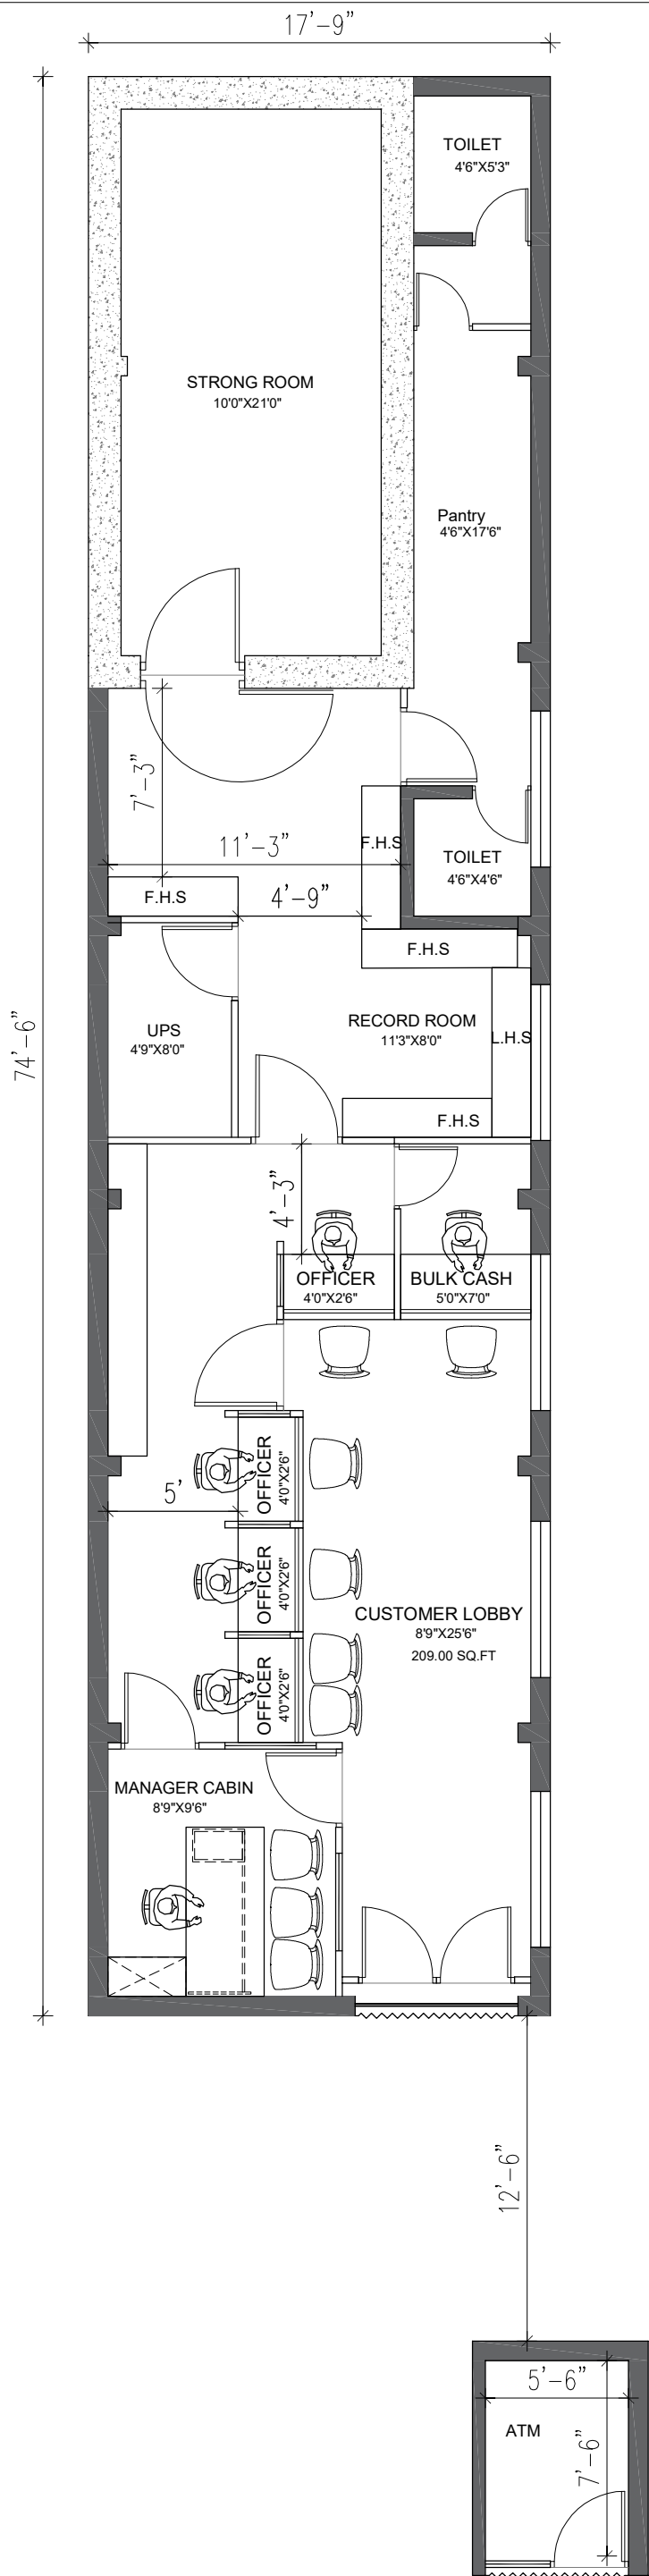 17'-9"
TOILET
4'6"X5'3"
STRONG ROOM
10'0"X21'0"
Pantry
4'6"X17'6"
7'-3"
11'-3"
F.H.S
TOILET
4'6"X4'6"
F.H.S
4'-9"
F.H.S
74'-6"
UPS
4'9"X8'0"
RECORD ROOM
11'3"X8'0"
L.H.S
F.H.S
4'-3"
OFFICER
4'0"X2'6"
BULK CASH
5'0"X7'0"
OFFICER
4'0"X2'6"
5'
OFFICER
4'0"X2'6"
CUSTOMER LOBBY
8'9"X25'6"
209.00 SQ.FT
OFFICER
4'0"X2'6"
MANAGER CABIN
8'9"X9'6"
12'-6"
5'-6"
ATM
7'-6"